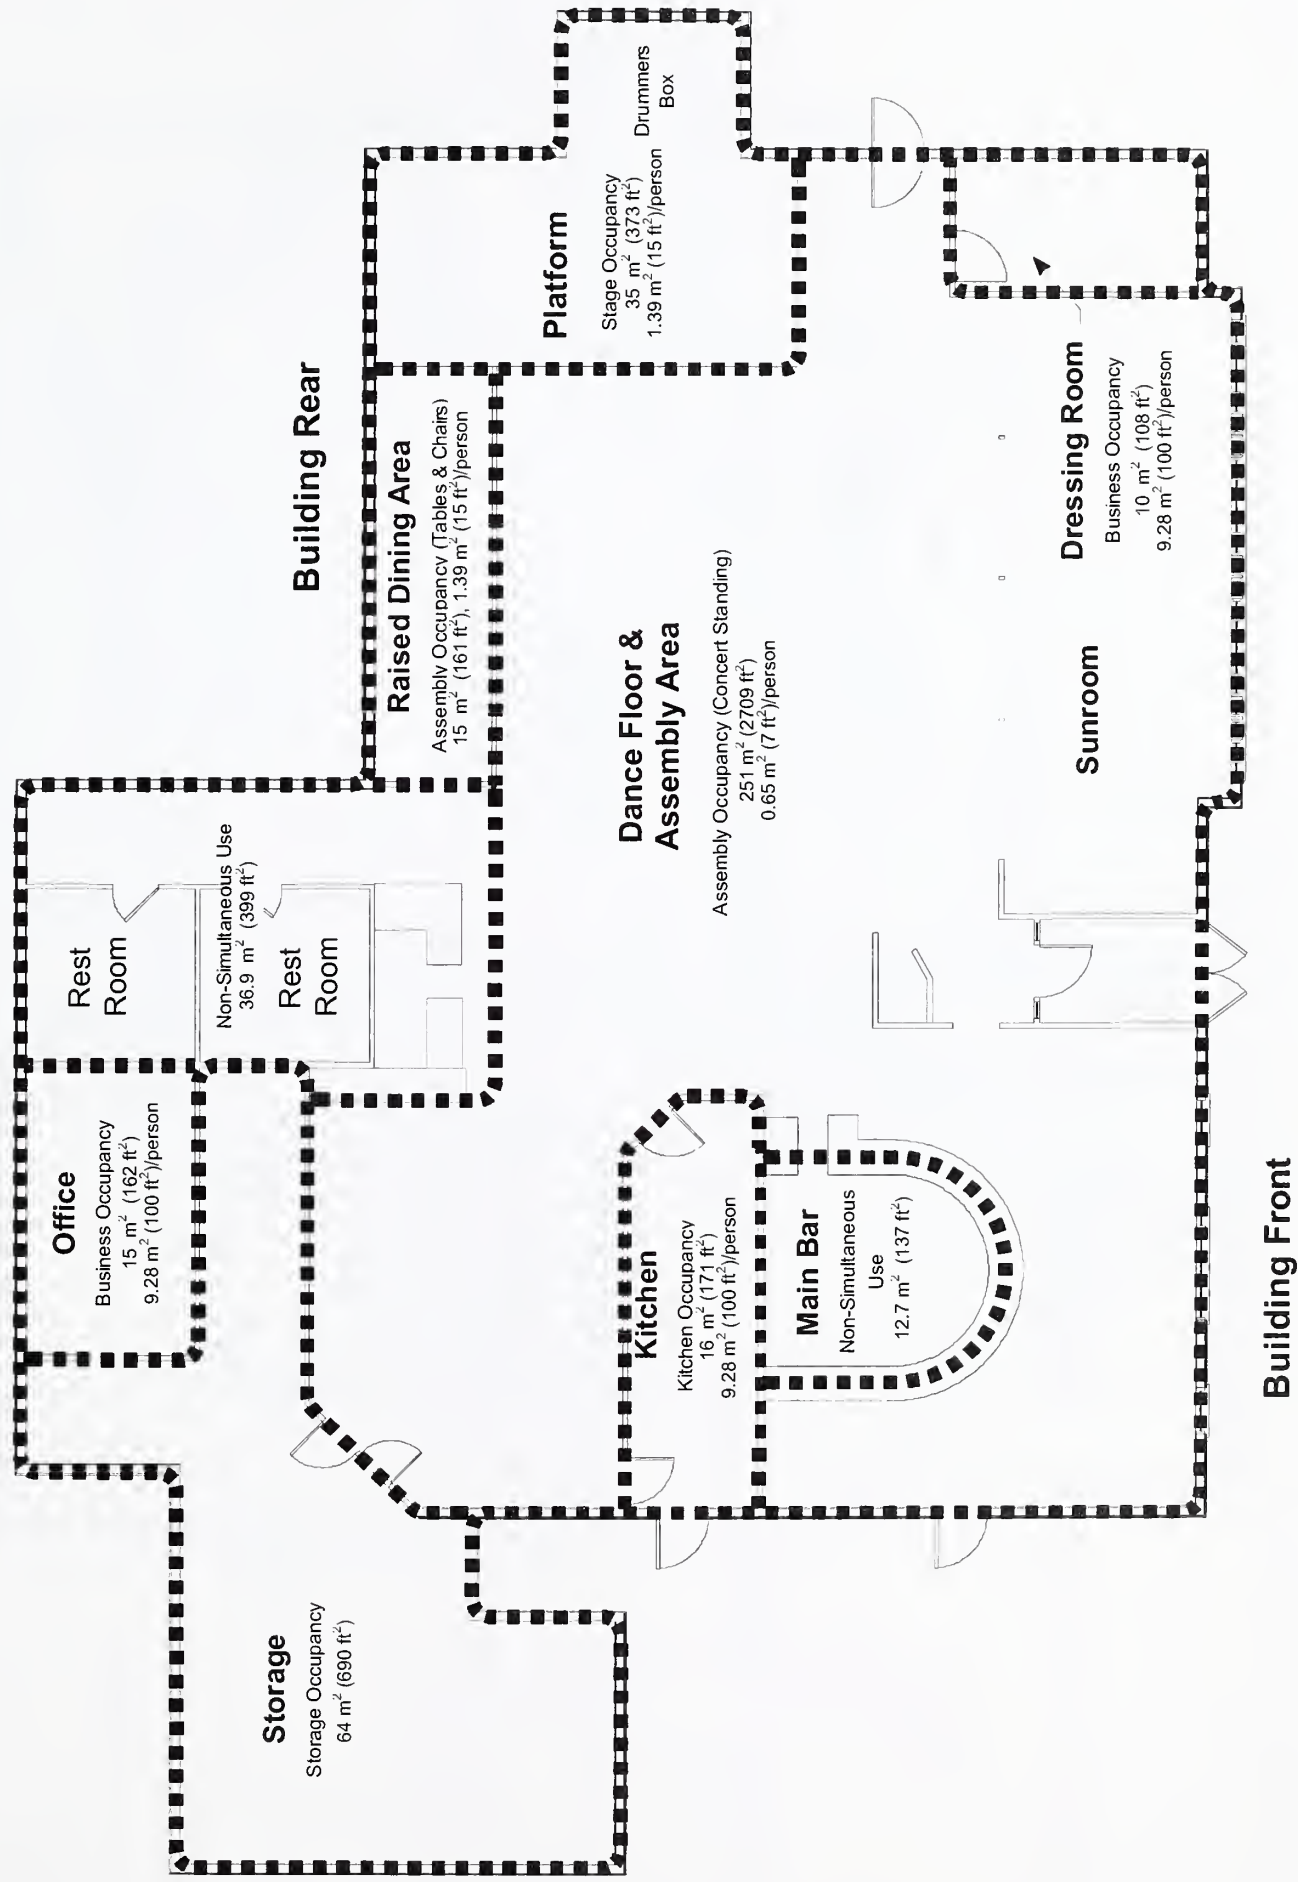 Building Rear
Office
Business Occupancy
15 m² (162 ft²)
9.28 m² (100 ft²)/person
Rest
Room
Non-Simultaneous Use
36.9 m² (399 ft²)
Rest
Room
Storage
Storage Occupancy
64 m² (690 ft²)
Raised Dining Area
Assembly Occupancy (Tables & Chairs)
15 m² (161 ft²), 1.39 m² (15 ft²)/person
Platform
Stage Occupancy
35 m² (373 ft²)
1.39 m² (15 ft²)/person
Drummers
Box
Dance Floor &
Assembly Area
Assembly Occupancy (Concert Standing)
251 m² (2709 ft²)
0.65 m² (7 ft²)/person
Kitchen
Kitchen Occupancy
16 m² (171 ft²)
9.28 m² (100 ft²)/person
Main Bar
Non-Simultaneous
Use
12.7 m² (137 ft²)
Sunroom
Dressing Room
Business Occupancy
10 m² (108 ft²)
9.28 m² (100 ft²)/person
Building Front